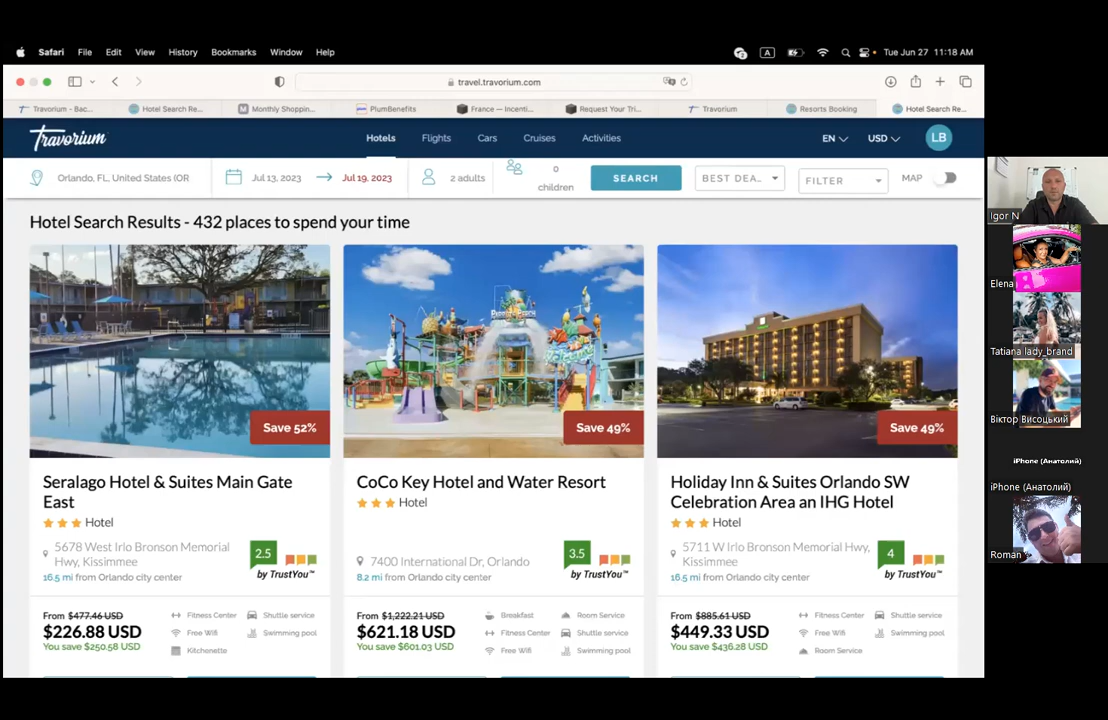 Safari File Edit View History Bookmarks Window Help A Tue Jun 27 11:18 AM
travel.travorium.com
Travorium - Bac... Hotel Search Re... Monthly Shoppin... PlumBenefits France — Incenti... Request Your Tri... Travorium Resorts Booking Hotel Search Re...
Travorium Hotels Flights Cars Cruises Activities EN USD LB
Orlando, FL, United States (OR Jul 13, 2023 Jul 19, 2023 2 adults 0 children SEARCH BEST DEA... FILTER MAP
Hotel Search Results - 432 places to spend your time
Save 52%
Seralago Hotel & Suites Main Gate
East
Hotel
5678 West Irlo Bronson Memorial
Hwy, Kissimmee
16.5 mi from Orlando city center
2.5
by TrustYou™
From $477.46 USD
$226.88 USD
You save $250.58 USD
Fitness Center Shuttle service
Free Wifi Swimming pool
Kitchenette
Save 49%
CoCo Key Hotel and Water Resort
Hotel
7400 International Dr, Orlando
8.2 mi from Orlando city center
3.5
by TrustYou™
From $1,222.21 USD
$621.18 USD
You save $601.03 USD
Breakfast Room Service
Fitness Center Shuttle service
Free Wifi Swimming pool
Save 49%
Holiday Inn & Suites Orlando SW
Celebration Area an IHG Hotel
Hotel
5711 W Irlo Bronson Memorial Hwy,
Kissimmee
16.5 mi from Orlando city center
4
by TrustYou™
From $885.61 USD
$449.33 USD
You save $436.28 USD
Fitness Center Shuttle service
Free Wifi Swimming pool
Room Service
Igor N
Elena
Tatiana lady_brand
Віктор Висоцький
iPhone (Анатолий)
iPhone (Анатолий)
Roman